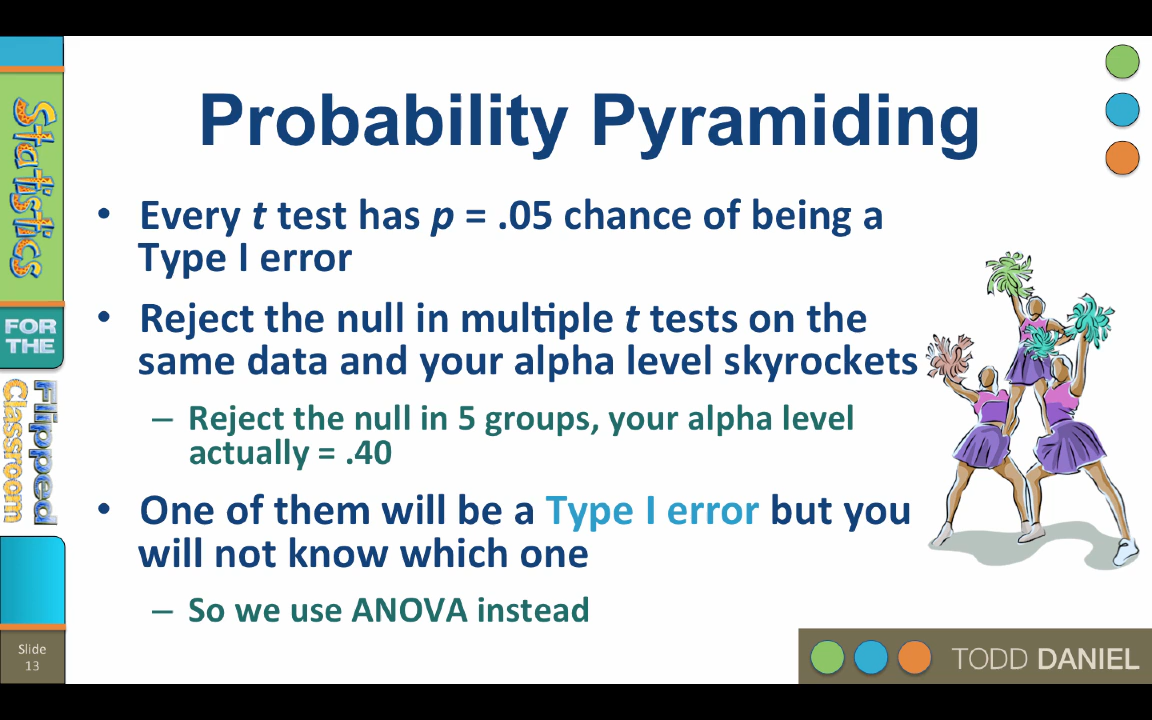 Probability Pyramiding
• Every t test has p = .05 chance of being a
Type I error
• Reject the null in multiple t tests on the
same data and your alpha level skyrockets
– Reject the null in 5 groups, your alpha level
actually = .40
• One of them will be a Type I error but you
will not know which one
– So we use ANOVA instead
Statistics
FOR
THE
Flipped
Classroom
Slide
13
TODD DANIEL